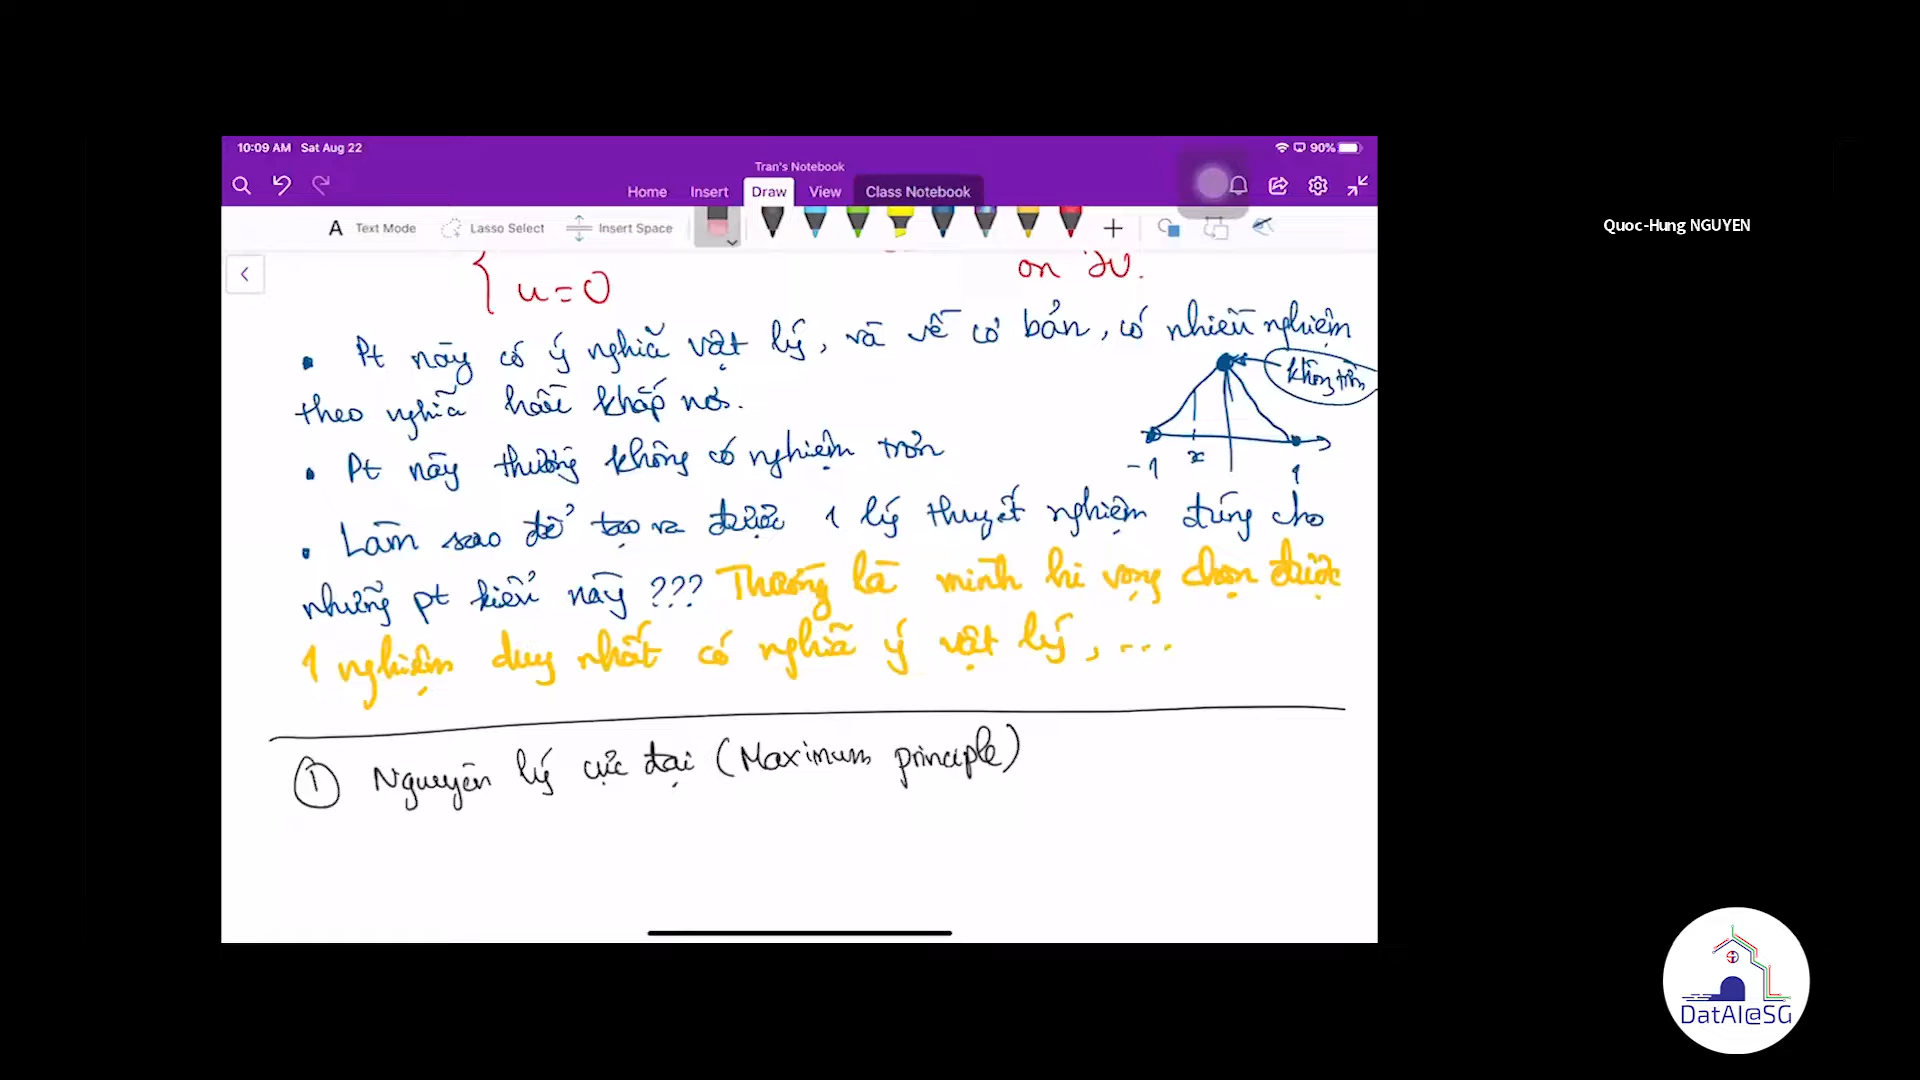 10:09 AM Sat Aug 22
90%
Tran's Notebook
Home Insert Draw View Class Notebook
A Text Mode Lasso Select Insert Space
Quoc-Hung NGUYEN
u=0 on ∂U.
• Pt này có ý nghĩa vật lý, và về cơ bản, có nhiều nghiệm
theo nghĩa hầu khắp nơi.
không trơn
• Pt này thường không có nghiệm trơn
-1 x 1
• Làm sao để tạo ra được 1 lý thuyết nghiệm đúng cho
những pt kiểu này ??? Thường là mình hi vọng chọn được
1 nghiệm duy nhất có nghĩa ý vật lý, ...
① Nguyên lý cực đại (Maximum principle)
DatAI@SG